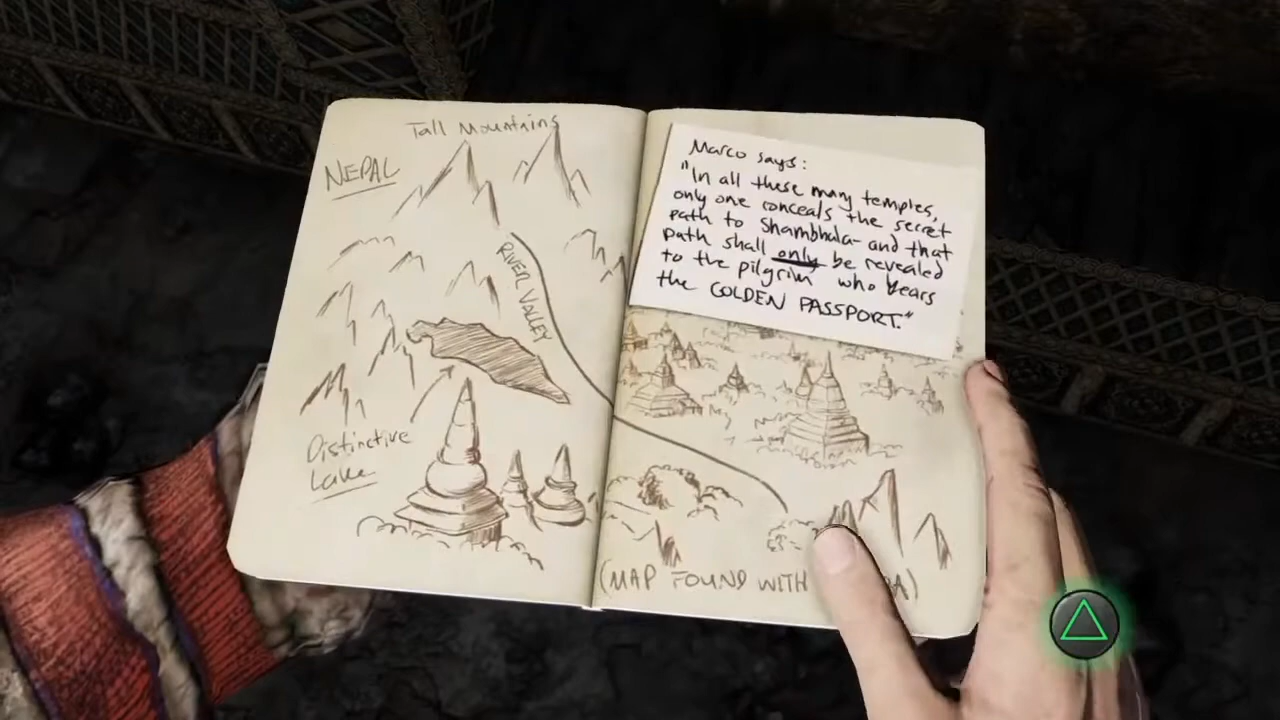 Tall Mountains
NEPAL
RIVER VALLEY
Distinctive
Lake
Marco says:
"In all these many temples,
only one conceals the secret
path to Shambhala- and that
path shall only be revealed
to the pilgrim who bears
the GOLDEN PASSPORT."
(MAP FOUND WITH